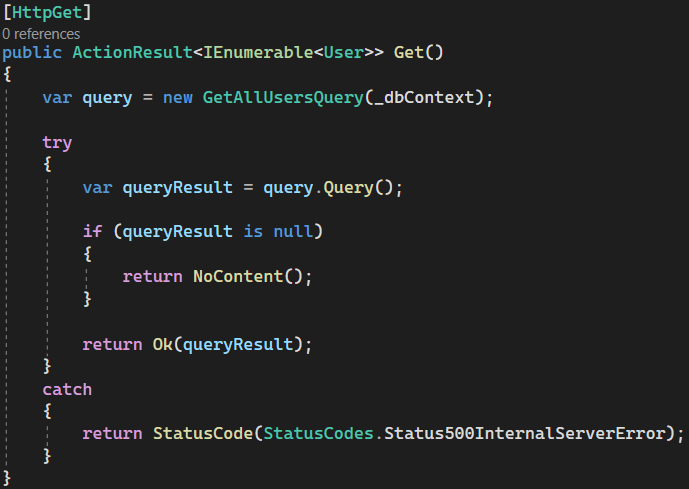 [HttpGet]
0 references
public ActionResult<IEnumerable<User>> Get()
{
var query = new GetAllUsersQuery(_dbContext);
try
{
var queryResult = query.Query();
if (queryResult is null)
{
return NoContent();
}
return Ok(queryResult);
}
catch
{
return StatusCode(StatusCodes.Status500InternalServerError);
}
}